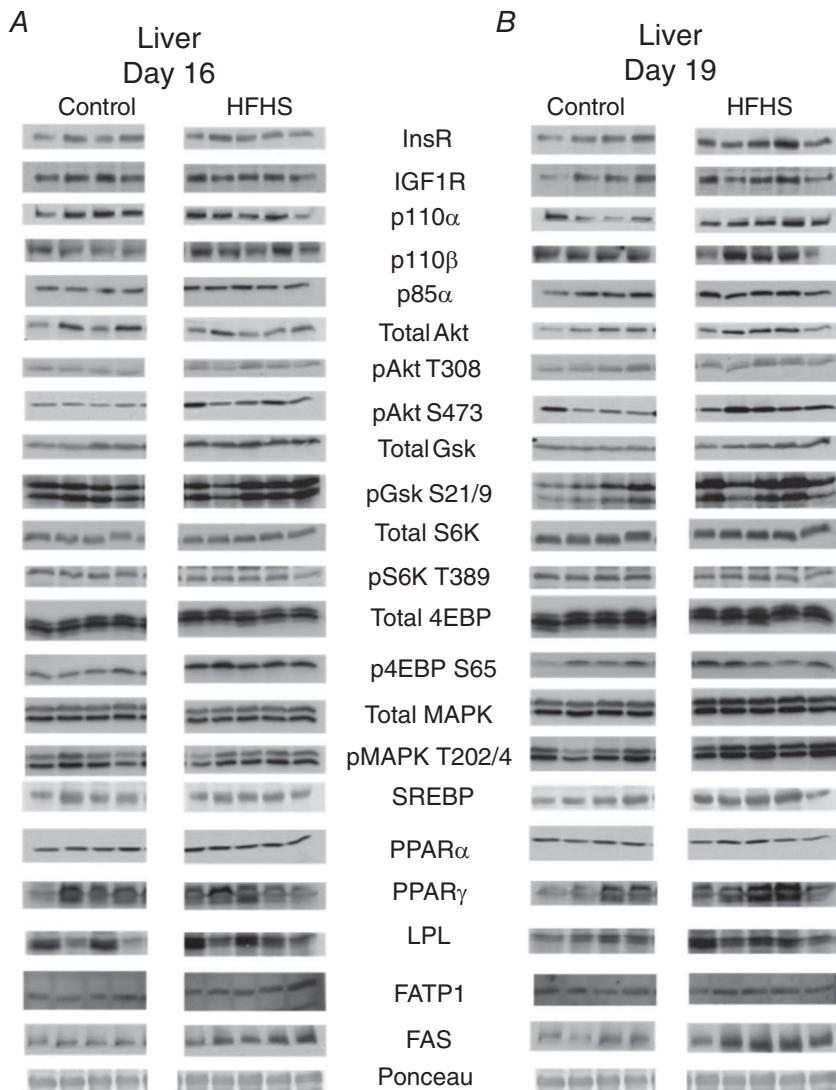 A
Liver
Day 16
Control HFHS
B
Liver
Day 19
Control HFHS
InsR
IGF1R
p110α
p110β
p85α
Total Akt
pAkt T308
pAkt S473
Total Gsk
pGsk S21/9
Total S6K
pS6K T389
Total 4EBP
p4EBP S65
Total MAPK
pMAPK T202/4
SREBP
PPARα
PPARγ
LPL
FATP1
FAS
Ponceau